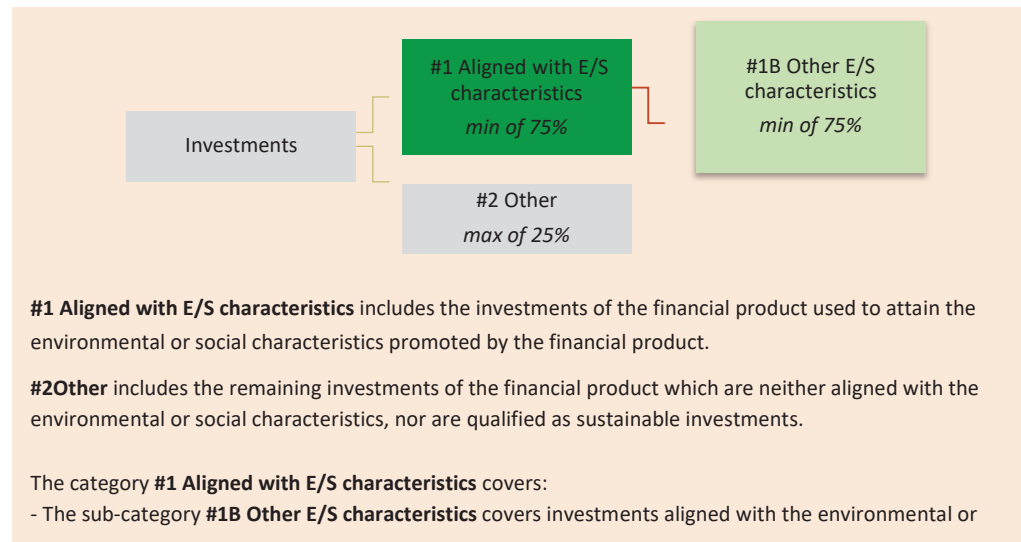 #1 Aligned with E/S
characteristics
min of 75%
#1B Other E/S
characteristics
min of 75%
Investments
#2 Other
max of 25%
#1 Aligned with E/S characteristics includes the investments of the financial product used to attain the
environmental or social characteristics promoted by the financial product.
#2Other includes the remaining investments of the financial product which are neither aligned with the
environmental or social characteristics, nor are qualified as sustainable investments.
The category #1 Aligned with E/S characteristics covers:
- The sub-category #1B Other E/S characteristics covers investments aligned with the environmental or